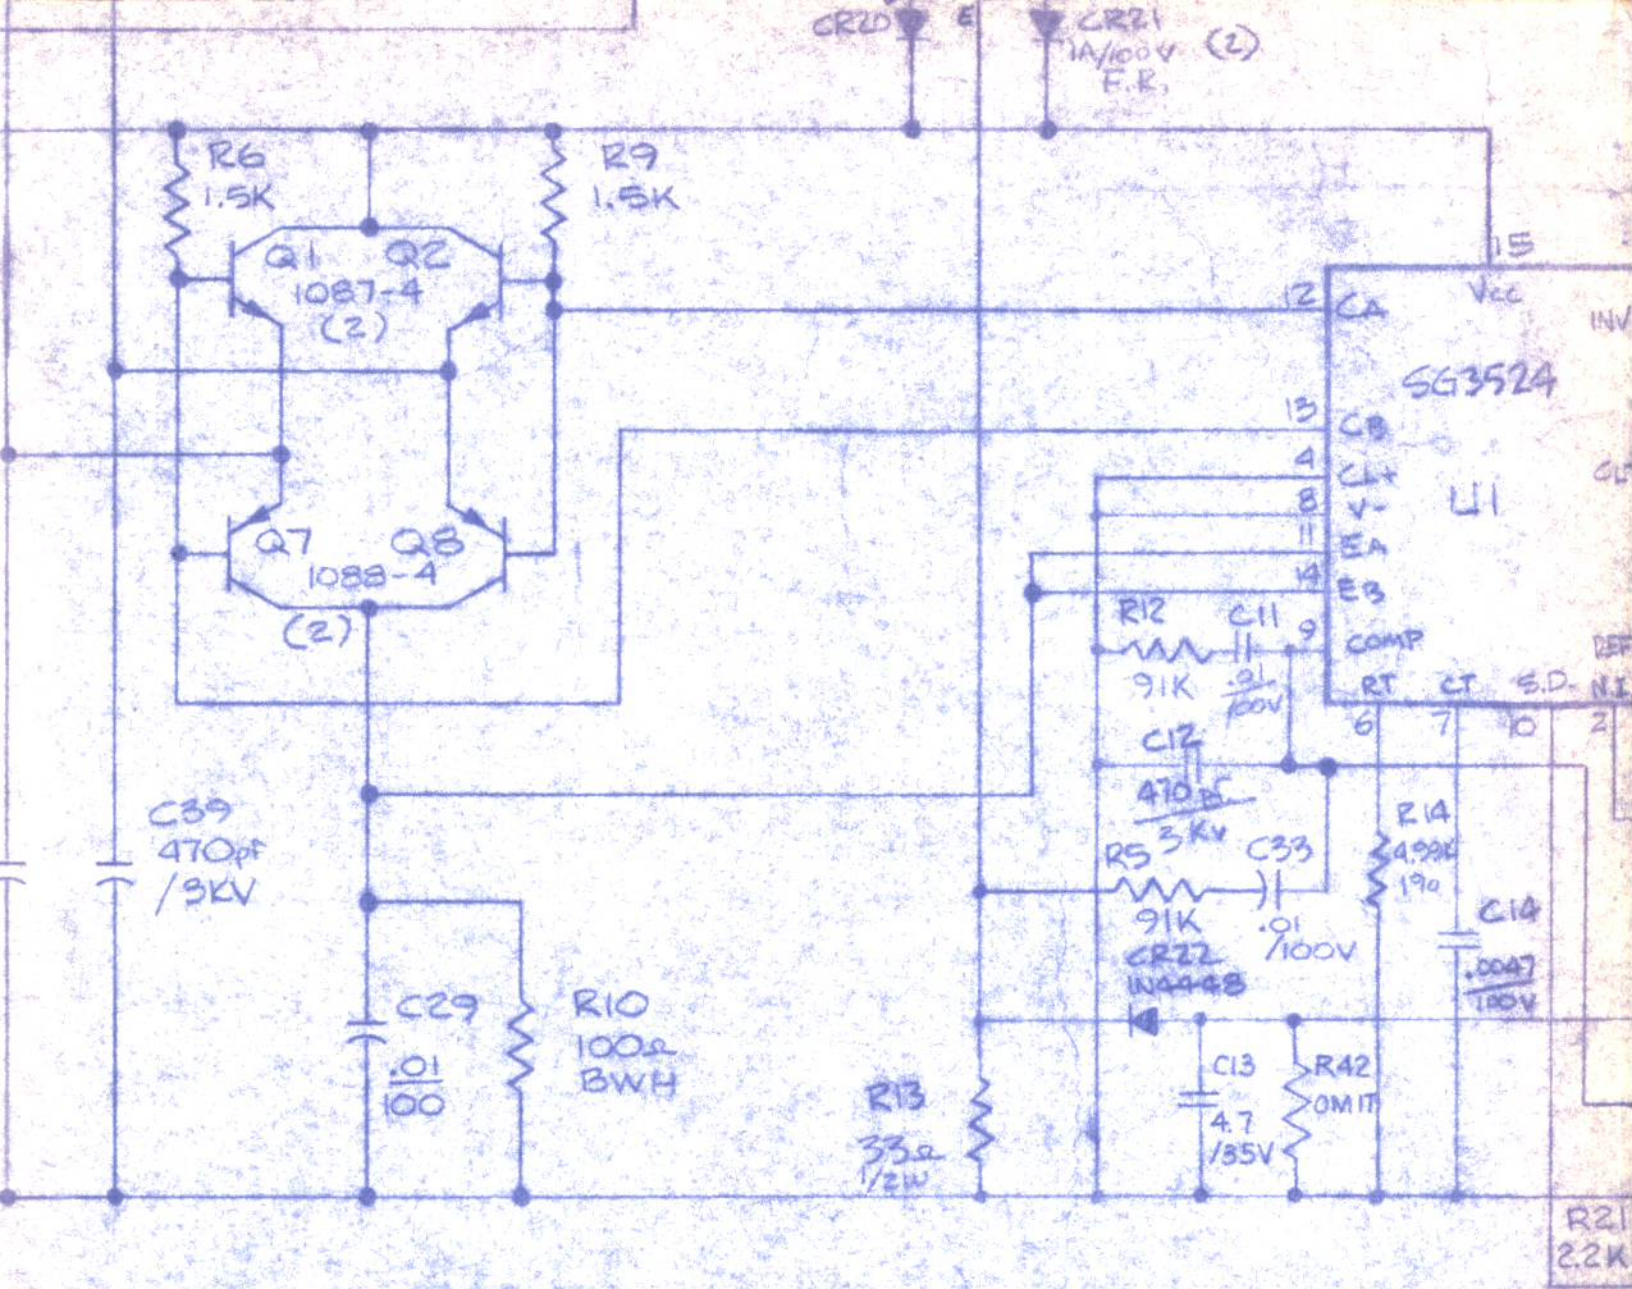 CR20
E
CR21
1A/100V (2)
F.R.
R6
1.5K
R9
1.5K
Q1
Q2
1087-4
(2)
15
Vcc
12
CA
INV
SG3524
13
CB
4
CL+
CL
U1
8
V-
11
EA
14
EB
Q7
Q8
1088-4
(2)
R12
91K
C11
.01
100V
9
COMP
REF
RT
CT
S.D.
N.I
6
7
10
2
C12
470pf
3KV
C39
470pf
/3KV
R14
4.99K
1%
R5
91K
C33
.01
/100V
C14
.0047
100V
CR22
1N4448
C29
.01
100
R10
100Ω
BWH
R13
33Ω
1/2W
C13
4.7
/35V
R42
OMIT
R21
2.2K